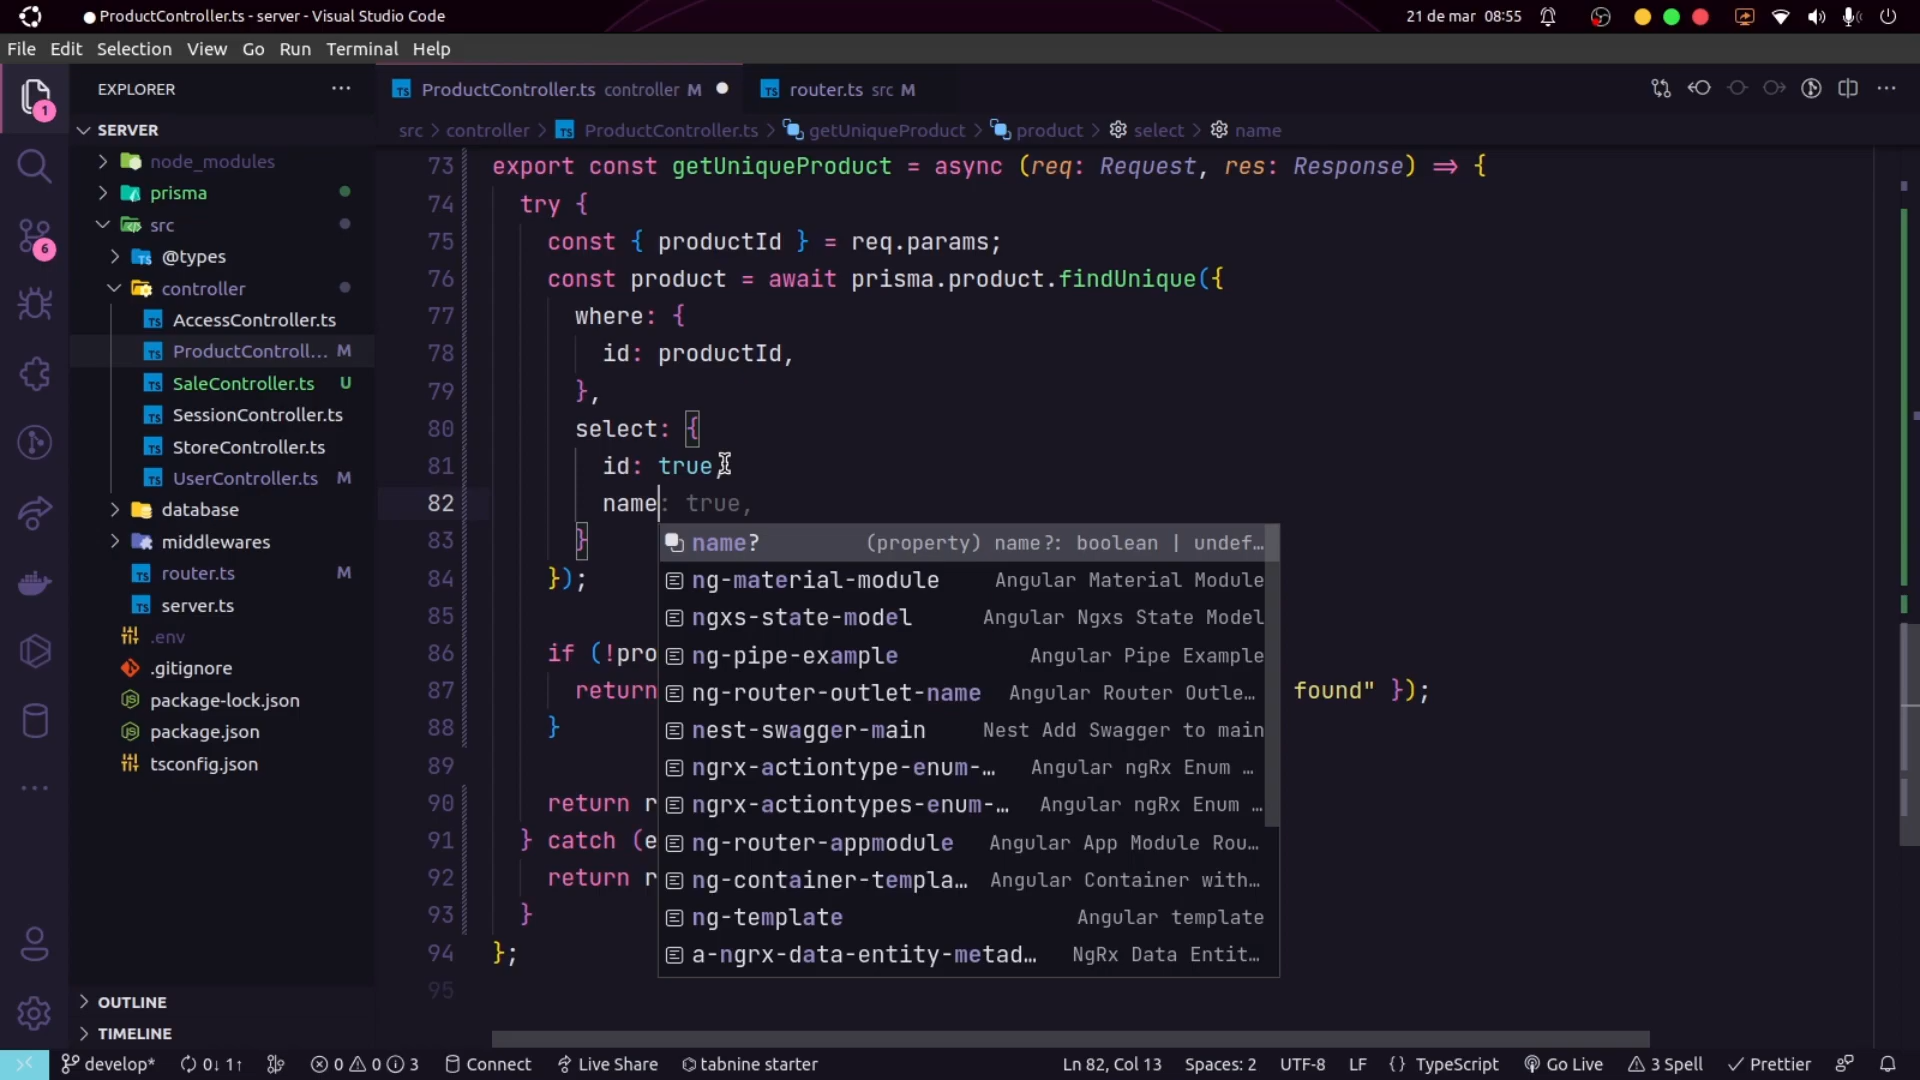 ProductController.ts - server - Visual Studio Code
21 de mar 08:55
File Edit Selection View Go Run Terminal Help
1
EXPLORER
ProductController.ts controller M
router.ts src M
SERVER
node_modules
prisma
src
@types
controller
AccessController.ts
ProductControll... M
SaleController.ts U
SessionController.ts
StoreController.ts
UserController.ts M
database
middlewares
router.ts M
server.ts
.env
.gitignore
package-lock.json
package.json
tsconfig.json
OUTLINE
TIMELINE
6
src > controller > ProductController.ts > getUniqueProduct > product > select > name
73 export const getUniqueProduct = async (req: Request, res: Response) ⇒ {
74 try {
75 const { productId } = req.params;
76 const product = await prisma.product.findUnique({
77 where: {
78 id: productId,
79 },
80 select: {
81 id: true
82 name: true,
83 }
84 });
85
86 if (!pro
87 return found" });
88 }
89
90 return r
91 } catch (e
92 return r
93 }
94 };
95
name? (property) name?: boolean | undef...
ng-material-module Angular Material Module
ngxs-state-model Angular Ngxs State Model
ng-pipe-example Angular Pipe Example
ng-router-outlet-name Angular Router Outle...
nest-swagger-main Nest Add Swagger to main
ngrx-actiontype-enum-... Angular ngRx Enum ...
ngrx-actiontypes-enum-... Angular ngRx Enum ...
ng-router-appmodule Angular App Module Rou...
ng-container-templa... Angular Container with...
ng-template Angular template
a-ngrx-data-entity-metad... NgRx Data Entit...
develop* 0↓ 1↑ 0 0 3 Connect Live Share tabnine starter Ln 82, Col 13 Spaces: 2 UTF-8 LF {} TypeScript Go Live 3 Spell Prettier